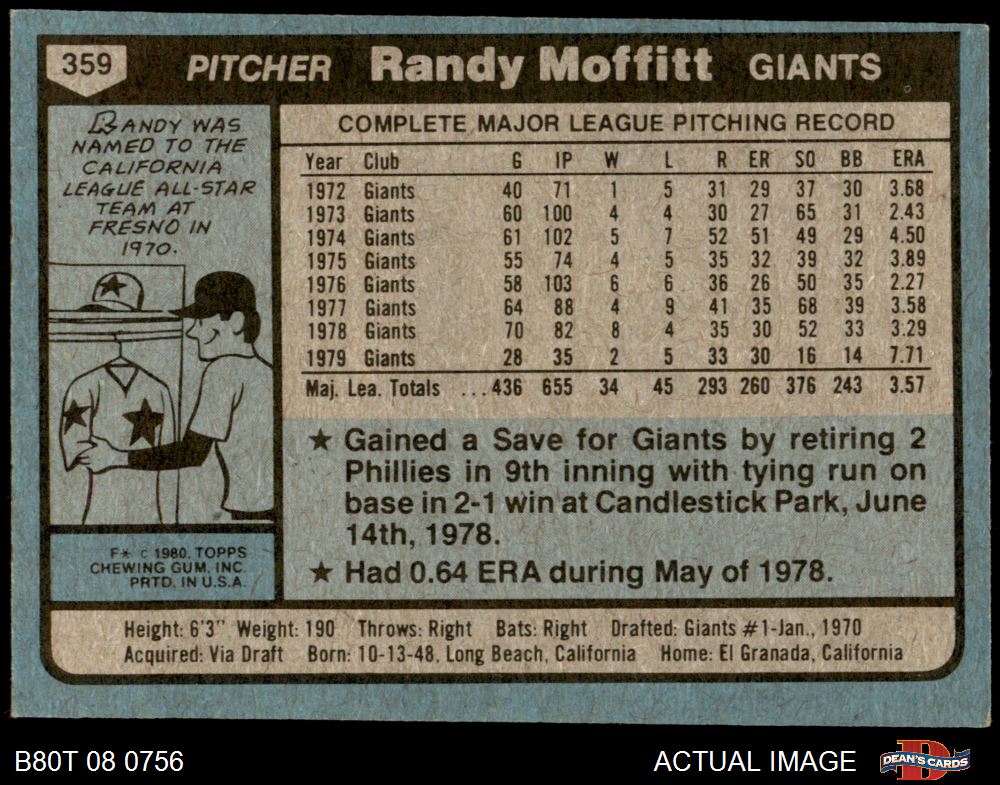 359 PITCHER Randy Moffitt GIANTS
RANDY WAS
NAMED TO THE
CALIFORNIA
LEAGUE ALL-STAR
TEAM AT
FRESNO IN
1970.
COMPLETE MAJOR LEAGUE PITCHING RECORD
Year Club G IP W L R ER SO BB ERA
1972 Giants 40 71 1 5 31 29 37 30 3.68
1973 Giants 60 100 4 4 30 27 65 31 2.43
1974 Giants 61 102 5 7 52 51 49 29 4.50
1975 Giants 55 74 4 5 35 32 39 32 3.89
1976 Giants 58 103 6 6 36 26 50 35 2.27
1977 Giants 64 88 4 9 41 35 68 39 3.58
1978 Giants 70 82 8 4 35 30 52 33 3.29
1979 Giants 28 35 2 5 33 30 16 14 7.71
Maj. Lea. Totals ...436 655 34 45 293 260 376 243 3.57
★ Gained a Save for Giants by retiring 2
Phillies in 9th inning with tying run on
base in 2-1 win at Candlestick Park, June
14th, 1978.
★ Had 0.64 ERA during May of 1978.
F* c 1980. TOPPS
CHEWING GUM, INC.
PRTD. IN U.S.A.
Height: 6'3" Weight: 190 Throws: Right Bats: Right Drafted: Giants #1-Jan., 1970
Acquired: Via Draft Born: 10-13-48, Long Beach, California Home: El Granada, California
B80T 08 0756 ACTUAL IMAGE D DEAN'S CARDS